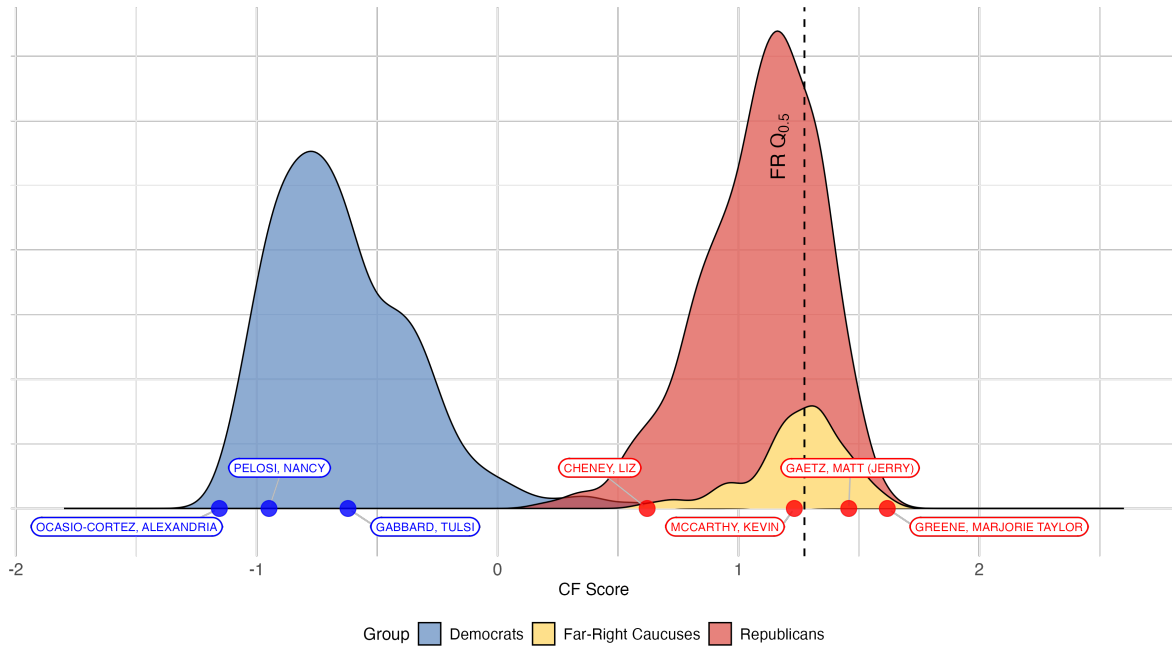 FR Q0.5
PELOSI, NANCY
CHENEY, LIZ
GAETZ, MATT (JERRY)
OCASIO-CORTEZ, ALEXANDRIA
GABBARD, TULSI
MCCARTHY, KEVIN
GREENE, MARJORIE TAYLOR
-2 -1 0 1 2
CF Score
Group Democrats Far-Right Caucuses Republicans